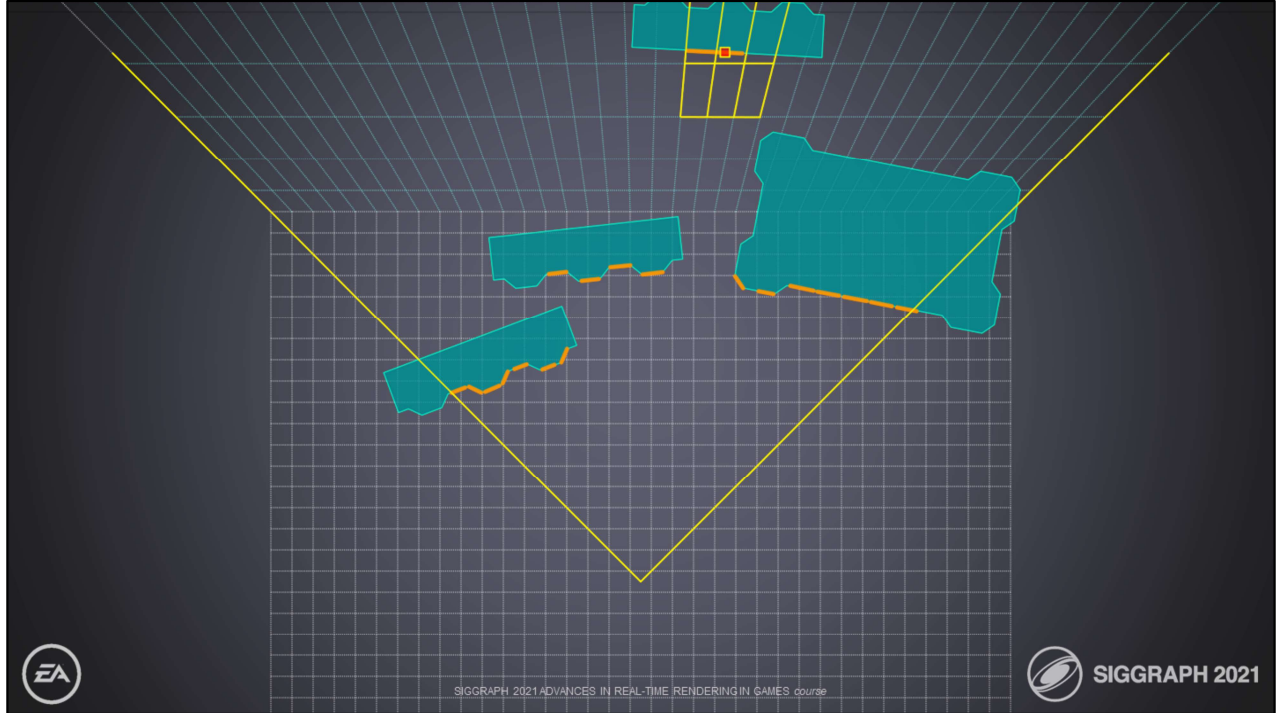 EA
SIGGRAPH 2021 ADVANCES IN REAL-TIME RENDERING IN GAMES course
SIGGRAPH 2021